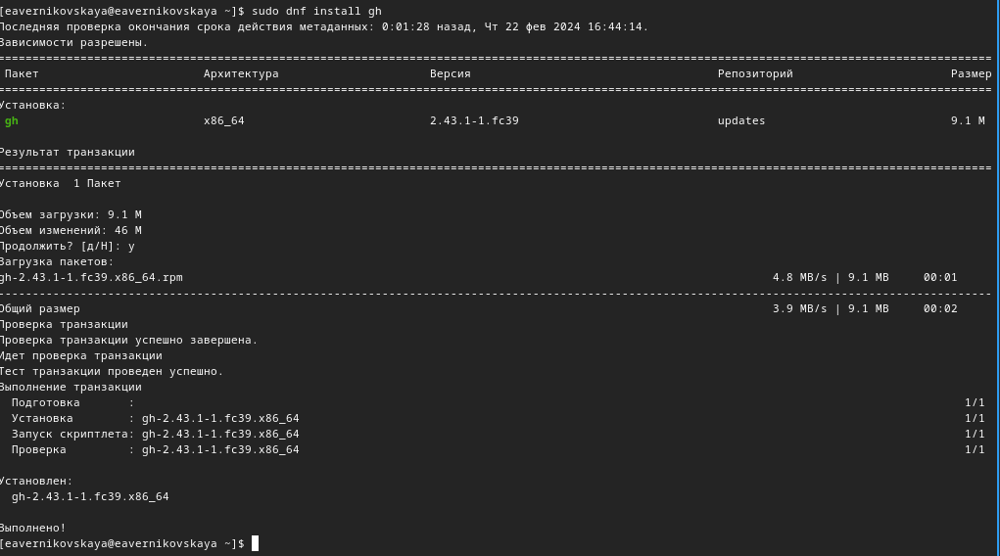 [eavernikovskaya@eavernikovskaya ~]$ sudo dnf install gh
Последняя проверка окончания срока действия метаданных: 0:01:28 назад, Чт 22 фев 2024 16:44:14.
Зависимости разрешены.
================================================================================
Пакет Архитектура Версия Репозиторий Размер
================================================================================
Установка:
gh x86_64 2.43.1-1.fc39 updates 9.1 M

Результат транзакции
================================================================================
Установка  1 Пакет

Объем загрузки: 9.1 M
Объем изменений: 46 M
Продолжить? [д/Н]: y
Загрузка пакетов:
gh-2.43.1-1.fc39.x86_64.rpm 4.8 MB/s | 9.1 MB     00:01
--------------------------------------------------------------------------------
Общий размер 3.9 MB/s | 9.1 MB     00:02
Проверка транзакции
Проверка транзакции успешно завершена.
Идет проверка транзакции
Тест транзакции проведен успешно.
Выполнение транзакции
  Подготовка       : 1/1
  Установка        : gh-2.43.1-1.fc39.x86_64 1/1
  Запуск скриптлета: gh-2.43.1-1.fc39.x86_64 1/1
  Проверка         : gh-2.43.1-1.fc39.x86_64 1/1

Установлен:
  gh-2.43.1-1.fc39.x86_64

Выполнено!
[eavernikovskaya@eavernikovskaya ~]$